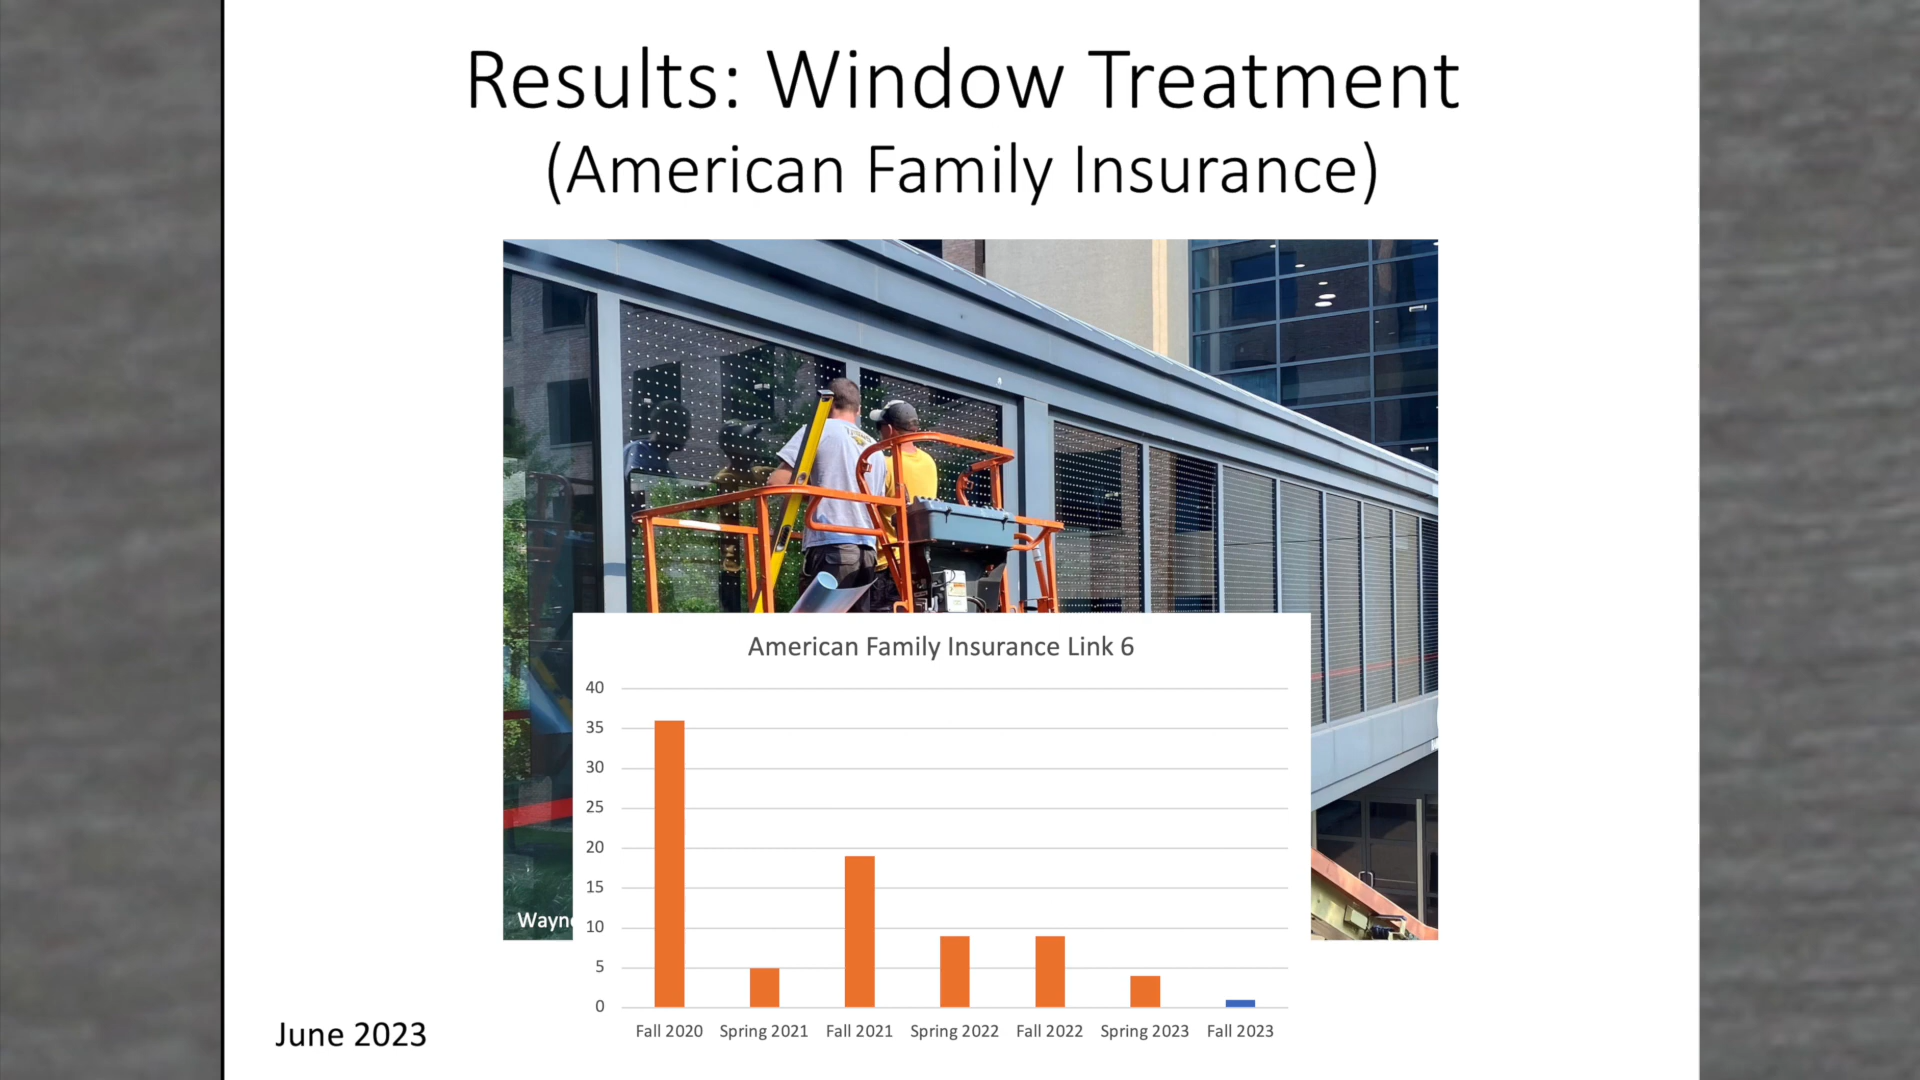 Results: Window Treatment
(American Family Insurance)
American Family Insurance Link 6
40
35
30
25
20
15
10
5
0
Fall 2020 Spring 2021 Fall 2021 Spring 2022 Fall 2022 Spring 2023 Fall 2023
June 2023